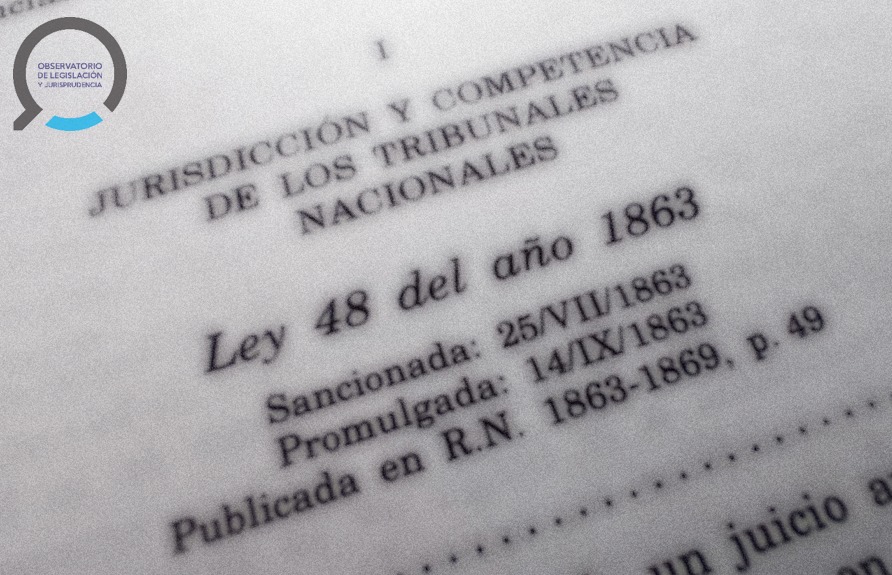 OBSERVATORIO
DE LEGISLACIÓN
Y JURISPRUDENCIA
I
JURISDICCIÓN Y COMPETENCIA
DE LOS TRIBUNALES
NACIONALES
Ley 48 del año 1863
Sancionada: 25/VII/1863
Promulgada: 14/IX/1863
Publicada en R.N. 1863-1869, p. 49
un juicio